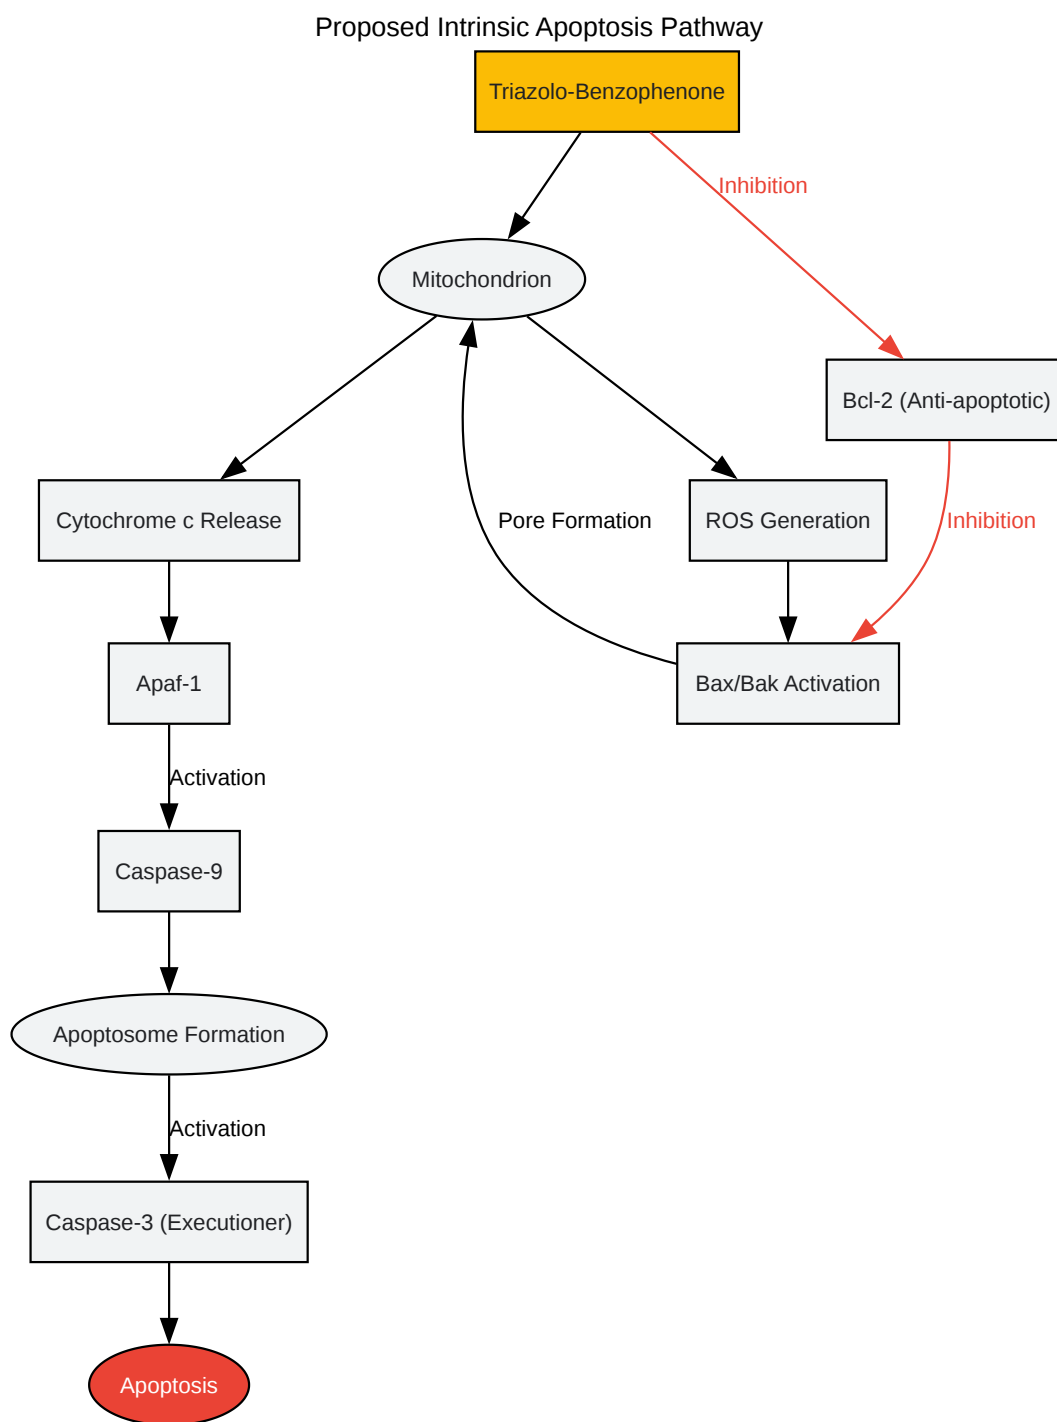 Proposed Intrinsic Apoptosis Pathway
Triazolo-Benzophenone
Inhibition
Mitochondrion
Bcl-2 (Anti-apoptotic)
Cytochrome c Release
Pore Formation
ROS Generation
Inhibition
Apaf-1
Bax/Bak Activation
Activation
Caspase-9
Apoptosome Formation
Activation
Caspase-3 (Executioner)
Apoptosis